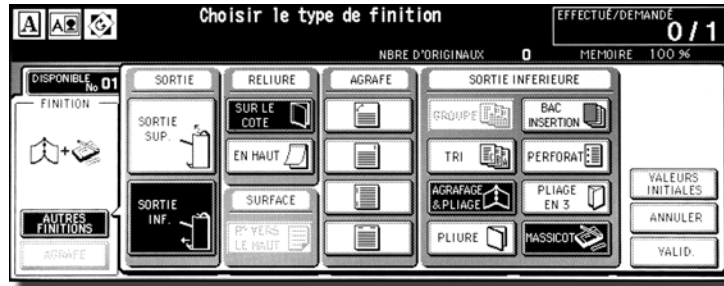 A
A
Choisir le type de finition
EFFECTUÉ/DEMANDÉ
0 / 1
NBRE D'ORIGINAUX 0 MEMOIRE 100 %
DISPONIBLE
No 01
FINITION
AUTRES
FINITIONS
AGRAFE
SORTIE
SORTIE
SUP.
SORTIE
INF.
RELIURE
SUR LE
COTE
EN HAUT
SURFACE
Rº VERS
LE HAUT
AGRAFE
SORTIE INFERIEURE
GROUPE
BAC
INSERTION
TRI
PERFORAT
AGRAFAGE
&PLIAGE
PLIAGE
EN 3
PLIURE
MASSICOT
VALEURS
INITIALES
ANNULER
VALID.